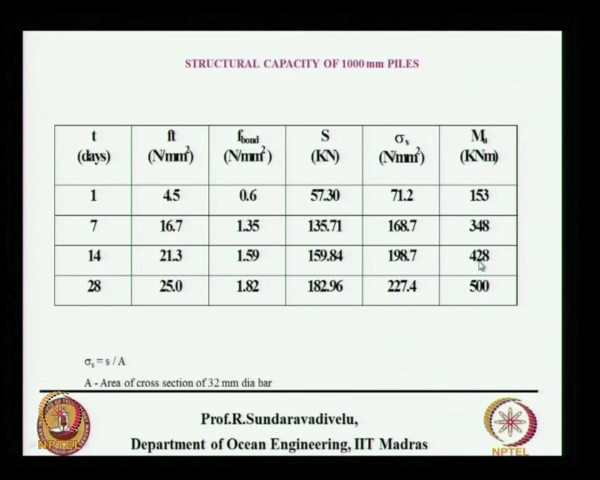 STRUCTURAL CAPACITY OF 1000 mm PILES
t (days) ft (N/mm²) fbond (N/mm²) S (KN) σs (N/mm²) Mu (KNm)
1 4.5 0.6 57.30 71.2 153
7 16.7 1.35 135.71 168.7 348
14 21.3 1.59 159.84 198.7 428
28 25.0 1.82 182.96 227.4 500
σs = s / A
A - Area of cross section of 32 mm dia bar
Prof.R.Sundaravadivelu,
Department of Ocean Engineering, IIT Madras
NPTEL
NPTEL